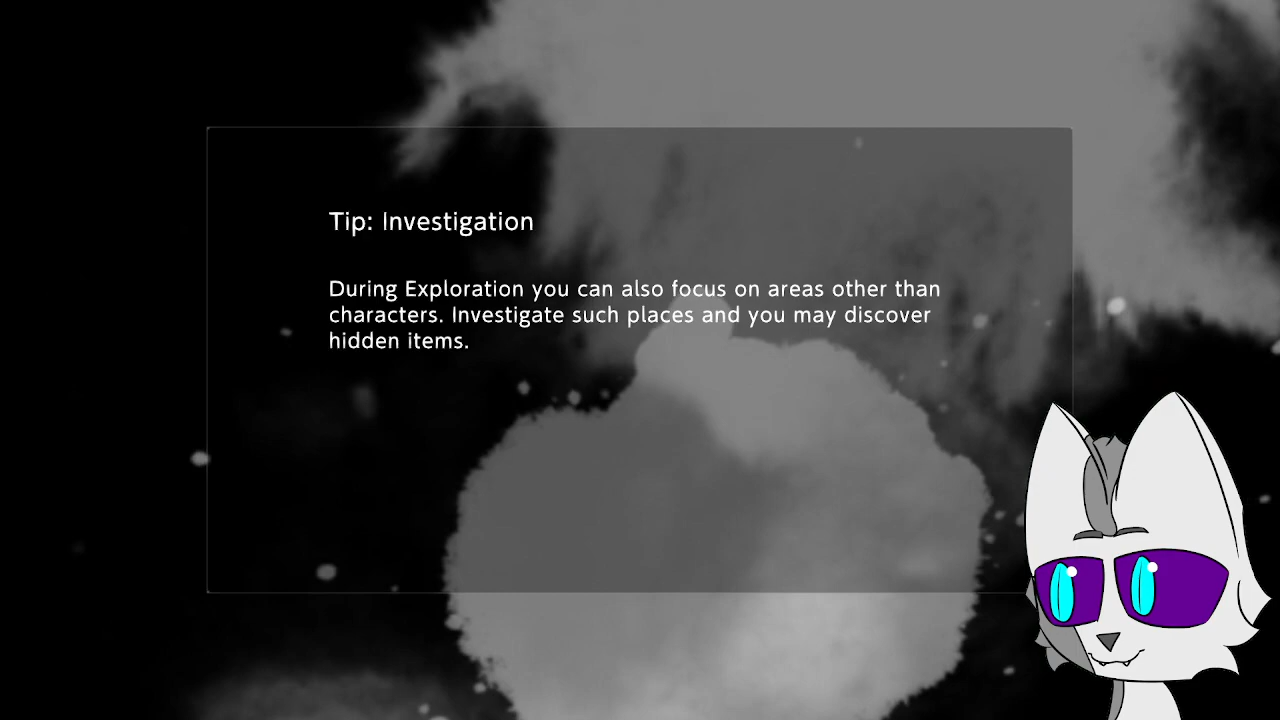 Tip: Investigation
During Exploration you can also focus on areas other than
characters. Investigate such places and you may discover
hidden items.